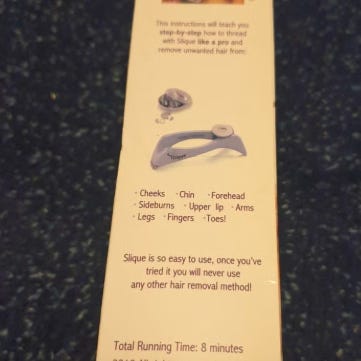 This instructions will teach you
step-by-step how to thread
with Slique like a pro and
remove unwanted hair from:
· Cheeks · Chin · Forehead
· Sideburns · Upper lip · Arms
· Legs · Fingers · Toes!
Slique is so easy to use, once you've
tried it you will never use
any other hair removal method!
Total Running Time: 8 minutes